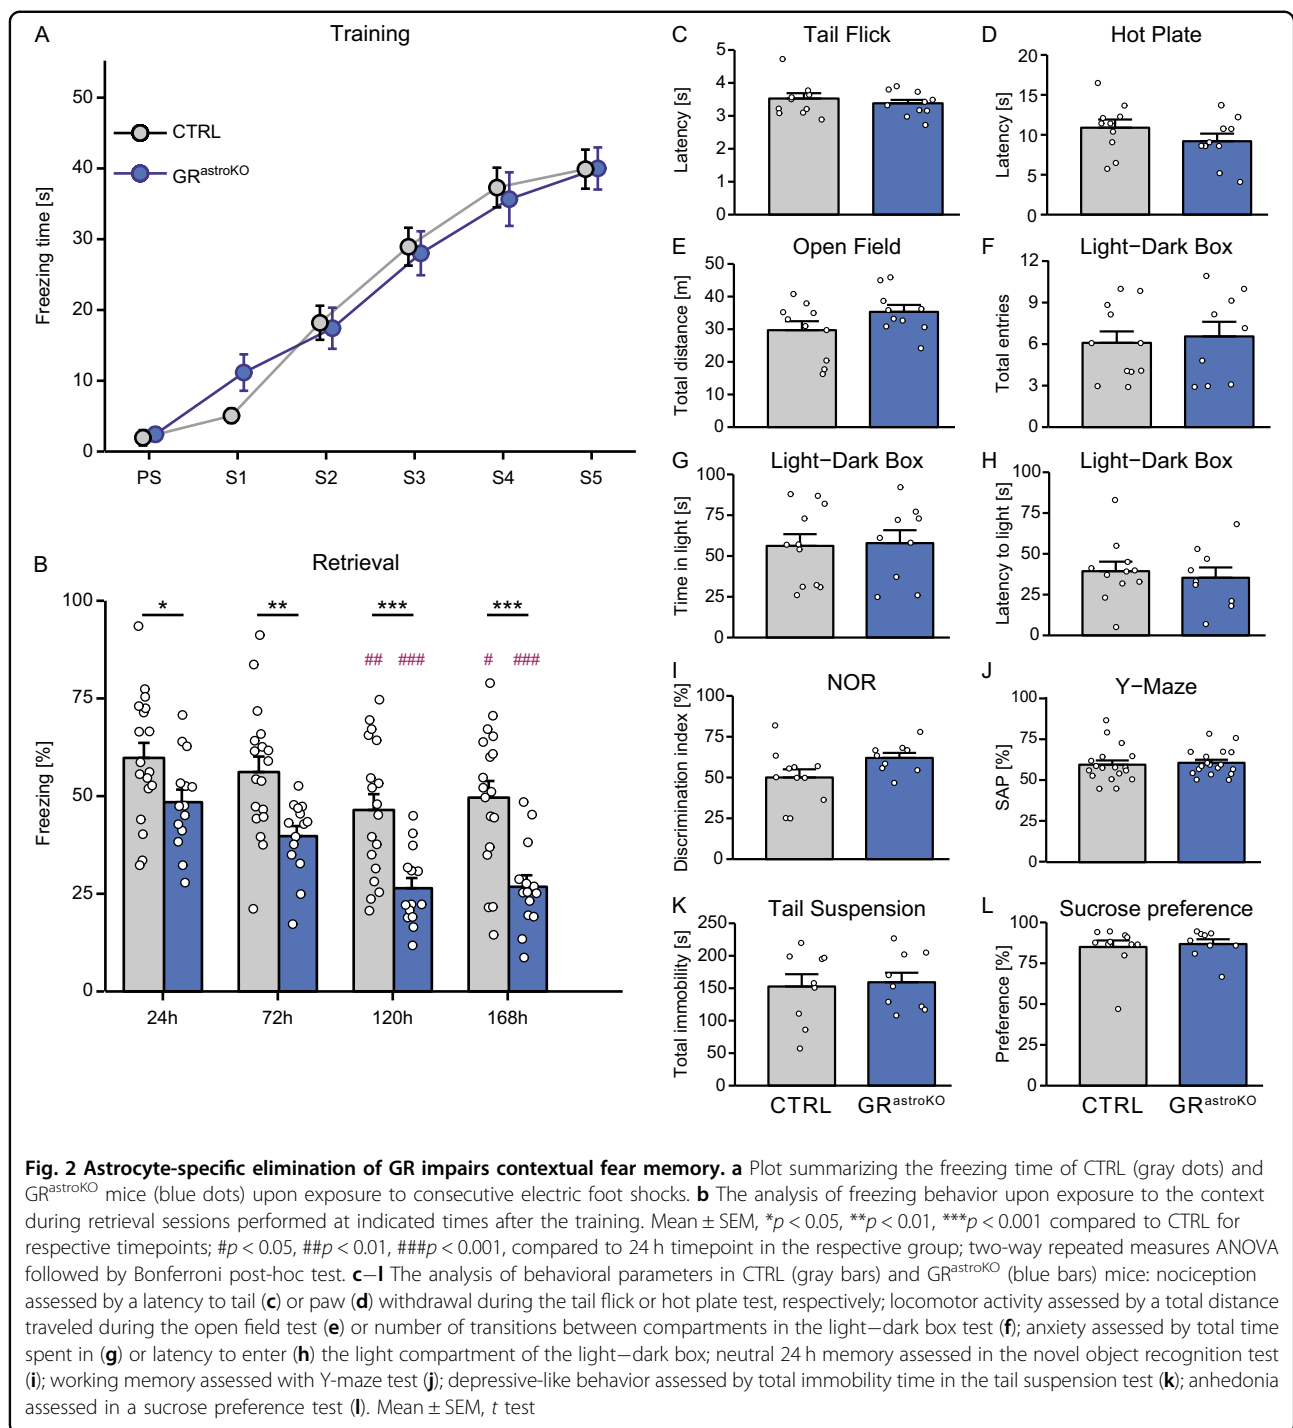 A
Training
Freezing time [s]
50
40
30
20
10
0
CTRL
GRastroKO
PS S1 S2 S3 S4 S5
B
Retrieval
Freezing [%]
100
75
50
25
0
* ** *** ***
## ### # ###
24h 72h 120h 168h
C
Tail Flick
Latency [s]
5
4
3
2
1
0
D
Hot Plate
Latency [s]
20
15
10
5
0
E
Open Field
Total distance [m]
50
40
30
20
10
0
F
Light−Dark Box
Total entries
12
9
6
3
0
G
Light−Dark Box
Time in light [s]
100
75
50
25
0
H
Light−Dark Box
Latency to light [s]
100
75
50
25
0
I
NOR
Discrimination index [%]
100
75
50
25
0
J
Y−Maze
SAP [%]
100
75
50
25
0
K
Tail Suspension
Total immobility [s]
250
200
150
100
50
0
CTRL GRastroKO
L
Sucrose preference
Preference [%]
100
75
50
25
0
CTRL GRastroKO
Fig. 2 Astrocyte-specific elimination of GR impairs contextual fear memory. a Plot summarizing the freezing time of CTRL (gray dots) and
GRastroKO mice (blue dots) upon exposure to consecutive electric foot shocks. b The analysis of freezing behavior upon exposure to the context
during retrieval sessions performed at indicated times after the training. Mean ± SEM, *p < 0.05, **p < 0.01, ***p < 0.001 compared to CTRL for
respective timepoints; #p < 0.05, ##p < 0.01, ###p < 0.001, compared to 24 h timepoint in the respective group; two-way repeated measures ANOVA
followed by Bonferroni post-hoc test. c–l The analysis of behavioral parameters in CTRL (gray bars) and GRastroKO (blue bars) mice: nociception
assessed by a latency to tail (c) or paw (d) withdrawal during the tail flick or hot plate test, respectively; locomotor activity assessed by a total distance
traveled during the open field test (e) or number of transitions between compartments in the light–dark box test (f); anxiety assessed by total time
spent in (g) or latency to enter (h) the light compartment of the light–dark box; neutral 24 h memory assessed in the novel object recognition test
(i); working memory assessed with Y-maze test (j); depressive-like behavior assessed by total immobility time in the tail suspension test (k); anhedonia
assessed in a sucrose preference test (l). Mean ± SEM, t test